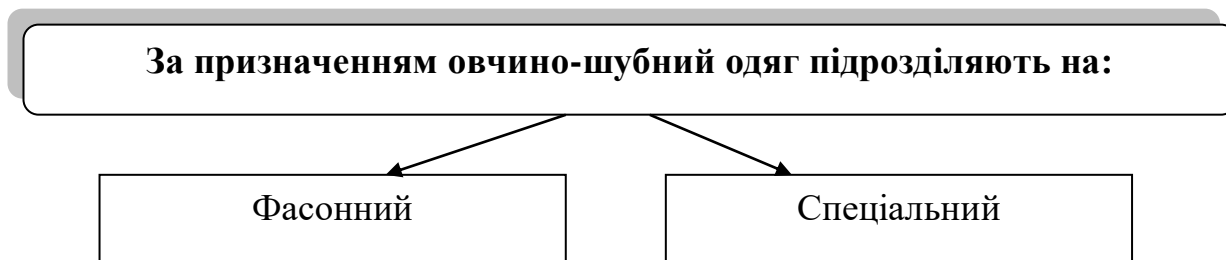 За призначенням овчино-шубний одяг підрозділяють на:
Фасонний
Спеціальний